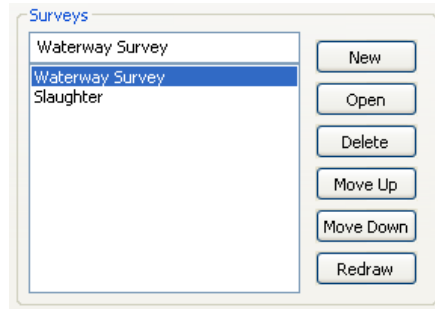 Surveys
Waterway Survey
Waterway Survey
Slaughter
New
Open
Delete
Move Up
Move Down
Redraw